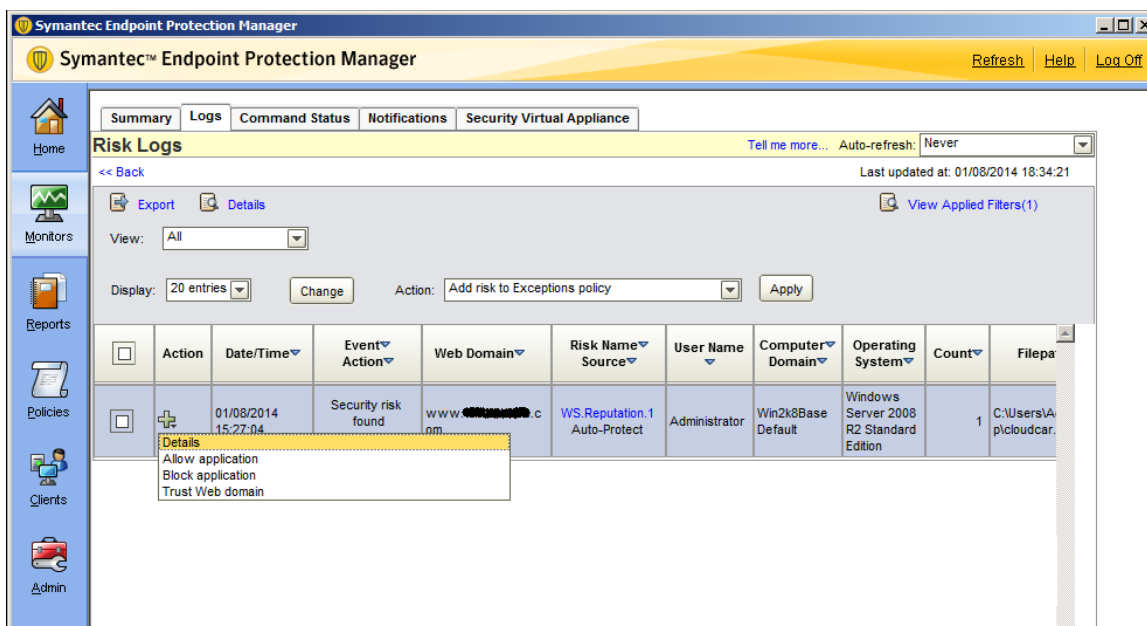 Symantec Endpoint Protection Manager
Symantec™ Endpoint Protection Manager
Refresh Help Log Off
Home
Monitors
Reports
Policies
Clients
Admin
Summary Logs Command Status Notifications Security Virtual Appliance
Risk Logs Tell me more... Auto-refresh: Never
<< Back Last updated at: 01/08/2014 18:34:21
Export Details View Applied Filters(1)
View: All
Display: 20 entries Change Action: Add risk to Exceptions policy Apply
Action
Date/Time
Event
Action
Web Domain
Risk Name
Source
User Name
Computer
Domain
Operating
System
Count
Filepa
01/08/2014
15:27:04
Security risk
found
www. .c
om
WS.Reputation.1
Auto-Protect
Administrator
Win2k8Base
Default
Windows
Server 2008
R2 Standard
Edition
1
C:\Users\A
p\cloudcar.
Details
Allow application
Block application
Trust Web domain